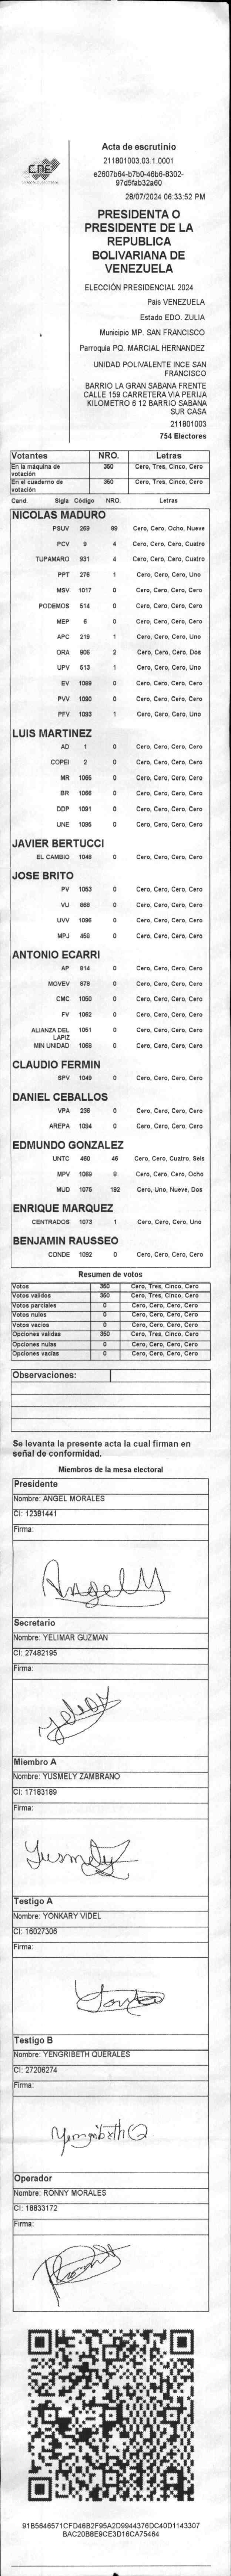 CNE
Acta de escrutinio
211801003.03.1.0001
e2607b64-b7b0-46b6-8302-
97d5fab32a60
28/07/2024 06:33:52 PM
PRESIDENTA O
PRESIDENTE DE LA
REPUBLICA
BOLIVARIANA DE
VENEZUELA
ELECCIÓN PRESIDENCIAL 2024
Pais VENEZUELA
Estado EDO. ZULIA
Municipio MP. SAN FRANCISCO
Parroquia PQ. MARCIAL HERNANDEZ
UNIDAD POLIVALENTE INCE SAN
FRANCISCO
BARRIO LA GRAN SABANA FRENTE
CALLE 159 CARRETERA VIA PERIJA
KILOMETRO 6 12 BARRIO SABANA
SUR CASA
211801003
754 Electores
Votantes NRO. Letras
En la máquina de votación 350 Cero, Tres, Cinco, Cero
En el cuaderno de votación 350 Cero, Tres, Cinco, Cero
Cand. Sigla Código NRO. Letras
NICOLAS MADURO
PSUV 269 89 Cero, Cero, Ocho, Nueve
PCV 9 4 Cero, Cero, Cero, Cuatro
TUPAMARO 931 4 Cero, Cero, Cero, Cuatro
PPT 276 1 Cero, Cero, Cero, Uno
MSV 1017 0 Cero, Cero, Cero, Cero
PODEMOS 514 0 Cero, Cero, Cero, Cero
MEP 6 0 Cero, Cero, Cero, Cero
APC 219 1 Cero, Cero, Cero, Uno
ORA 906 2 Cero, Cero, Cero, Dos
UPV 513 1 Cero, Cero, Cero, Uno
EV 1089 0 Cero, Cero, Cero, Cero
PVV 1090 0 Cero, Cero, Cero, Cero
PFV 1093 1 Cero, Cero, Cero, Uno
LUIS MARTINEZ
AD 1 0 Cero, Cero, Cero, Cero
COPEI 2 0 Cero, Cero, Cero, Cero
MR 1065 0 Cero, Cero, Cero, Cero
BR 1066 0 Cero, Cero, Cero, Cero
DDP 1091 0 Cero, Cero, Cero, Cero
UNE 1095 0 Cero, Cero, Cero, Cero
JAVIER BERTUCCI
EL CAMBIO 1048 0 Cero, Cero, Cero, Cero
JOSE BRITO
PV 1053 0 Cero, Cero, Cero, Cero
VU 868 0 Cero, Cero, Cero, Cero
UVV 1096 0 Cero, Cero, Cero, Cero
MPJ 458 0 Cero, Cero, Cero, Cero
ANTONIO ECARRI
AP 814 0 Cero, Cero, Cero, Cero
MOVEV 878 0 Cero, Cero, Cero, Cero
CMC 1050 0 Cero, Cero, Cero, Cero
FV 1062 0 Cero, Cero, Cero, Cero
ALIANZA DEL LAPIZ 1051 0 Cero, Cero, Cero, Cero
MIN UNIDAD 1068 0 Cero, Cero, Cero, Cero
CLAUDIO FERMIN
SPV 1049 0 Cero, Cero, Cero, Cero
DANIEL CEBALLOS
VPA 236 0 Cero, Cero, Cero, Cero
AREPA 1094 0 Cero, Cero, Cero, Cero
EDMUNDO GONZALEZ
UNTC 460 46 Cero, Cero, Cuatro, Seis
MPV 1069 8 Cero, Cero, Cero, Ocho
MUD 1076 192 Cero, Uno, Nueve, Dos
ENRIQUE MARQUEZ
CENTRADOS 1073 1 Cero, Cero, Cero, Uno
BENJAMIN RAUSSEO
CONDE 1092 0 Cero, Cero, Cero, Cero
Resumen de votos
Votos 350 Cero, Tres, Cinco, Cero
Votos validos 350 Cero, Tres, Cinco, Cero
Votos parciales 0 Cero, Cero, Cero, Cero
Votos nulos 0 Cero, Cero, Cero, Cero
Votos vacios 0 Cero, Cero, Cero, Cero
Opciones validas 350 Cero, Tres, Cinco, Cero
Opciones nulas 0 Cero, Cero, Cero, Cero
Opciones vacias 0 Cero, Cero, Cero, Cero
Observaciones:
Se levanta la presente acta la cual firman en
señal de conformidad.
Miembros de la mesa electoral
Presidente
Nombre: ANGEL MORALES
CI: 12381441
Firma:
Angel M
Secretario
Nombre: YELIMAR GUZMAN
CI: 27482195
Firma:
Miembro A
Nombre: YUSMELY ZAMBRANO
CI: 17183189
Firma:
Yusmely
Testigo A
Nombre: YONKARY VIDEL
CI: 16027306
Firma:
Testigo B
Nombre: YENGRIBETH QUERALES
CI: 27206274
Firma:
Yengribeth Q
Operador
Nombre: RONNY MORALES
CI: 18833172
Firma:
91B5646571CFD46B2F95A2D9944376DC40D1143307
BAC20B8E9CE3D16CA75464